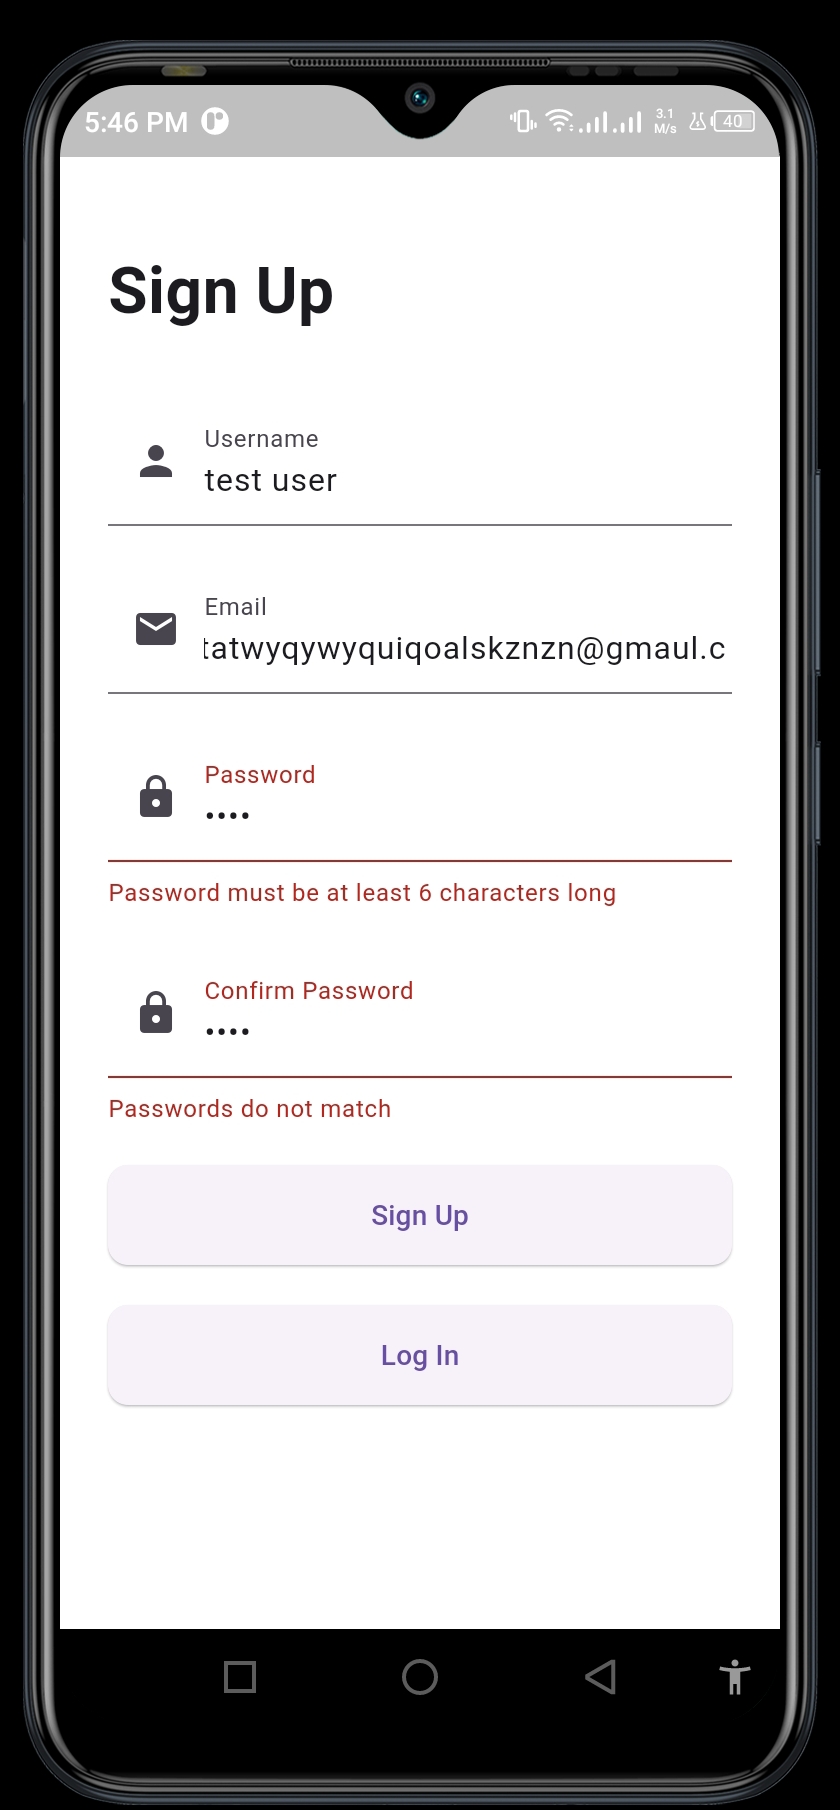 5:46 PM
3.1
M/s
40
Sign Up
Username
test user
Email
tatwyqywyquiqoalskznzn@gmaul.c
Password
••••
Password must be at least 6 characters long
Confirm Password
••••
Passwords do not match
Sign Up
Log In